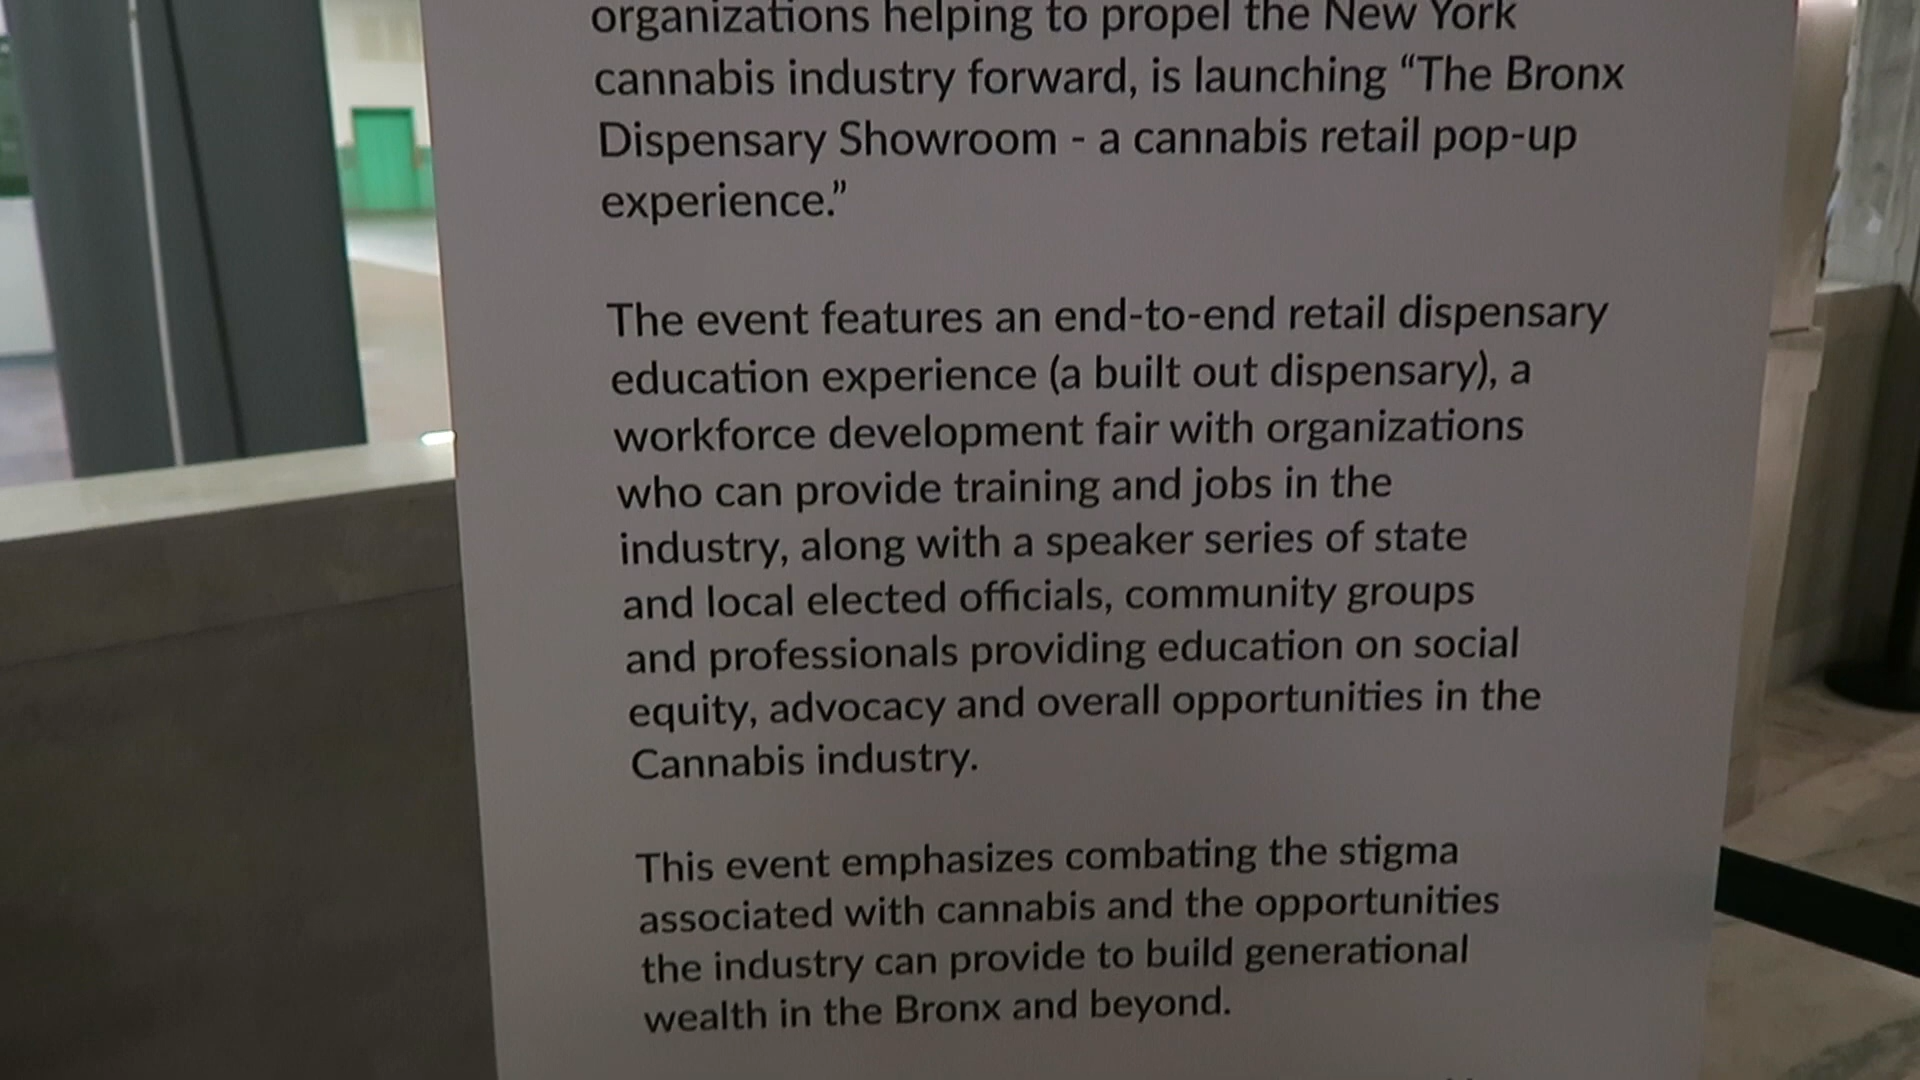 organizations helping to propel the New York
cannabis industry forward, is launching “The Bronx
Dispensary Showroom - a cannabis retail pop-up
experience.”
The event features an end-to-end retail dispensary
education experience (a built out dispensary), a
workforce development fair with organizations
who can provide training and jobs in the
industry, along with a speaker series of state
and local elected officials, community groups
and professionals providing education on social
equity, advocacy and overall opportunities in the
Cannabis industry.
This event emphasizes combating the stigma
associated with cannabis and the opportunities
the industry can provide to build generational
wealth in the Bronx and beyond.